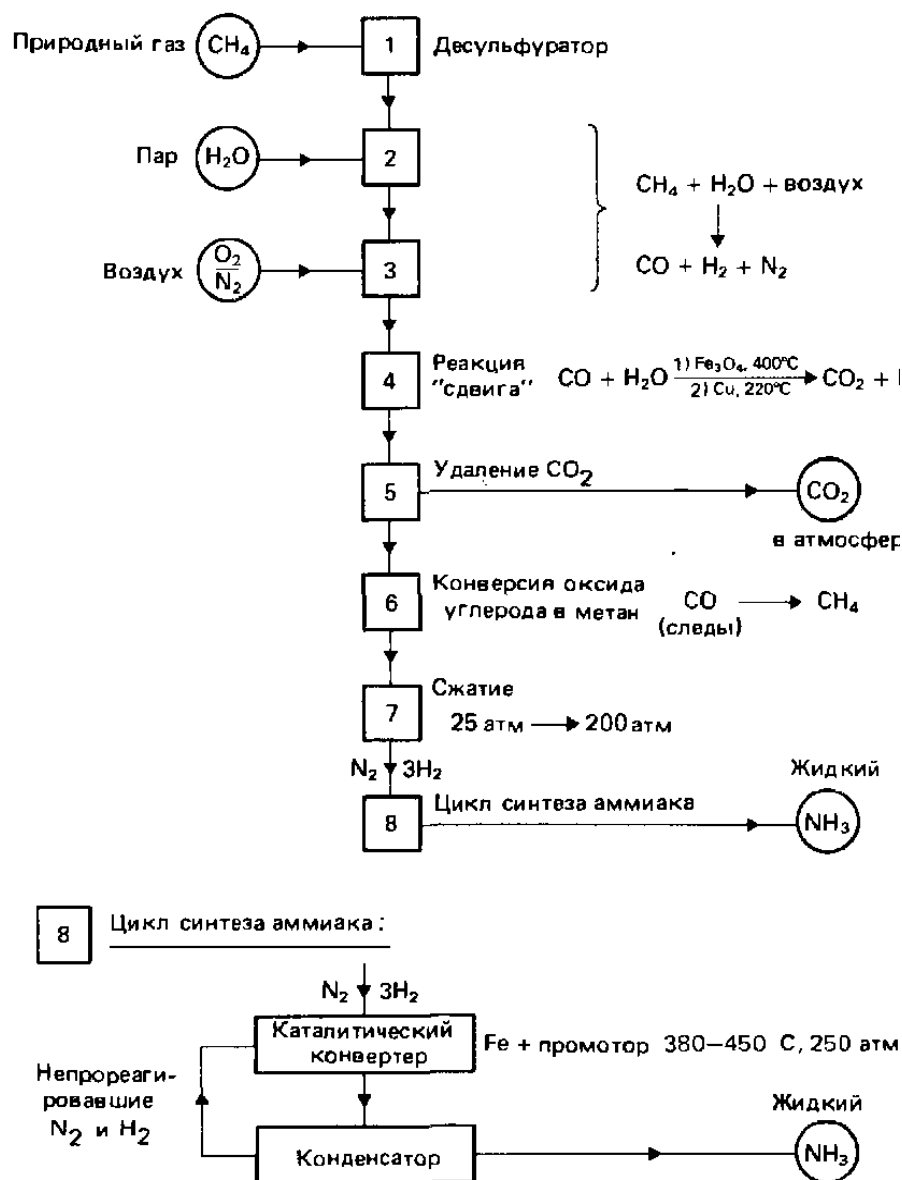 Природный газ CH₄ 1 Десульфуратор
Пар H₂O 2
CH₄ + H₂O + воздух
Воздух O₂ N₂ 3
CO + H₂ + N₂
4 Реакция "сдвига" CO + H₂O 1) Fe₃O₄, 400°C 2) Cu, 220°C CO₂ +
5 Удаление CO₂ CO₂
в атмосфер
6 Конверсия оксида
углерода в метан CO CH₄
(следы)
7 Сжатие
25 атм 200 атм
N₂ 3H₂
Жидкий
8 Цикл синтеза аммиака NH₃
8 Цикл синтеза аммиака:
N₂ 3H₂
Каталитический
конвертер
Fe + промотор 380–450 C, 250 атм
Непрореаги-
ровавшие
N₂ и H₂
Жидкий
Конденсатор NH₃